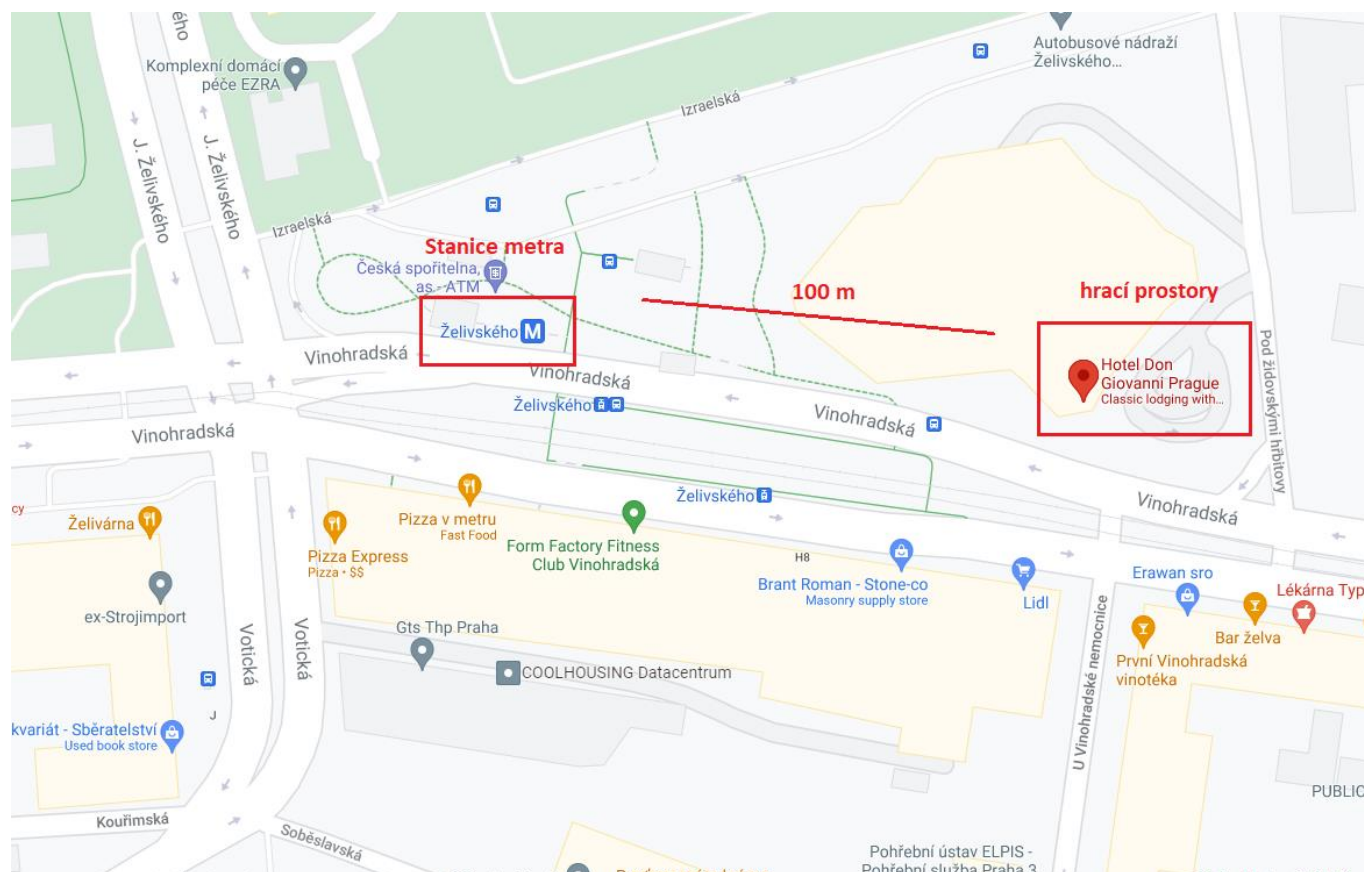 ého
Komplexní domácí
péče EZRA
Autobusové nádraží
Želivského...
J. Želivského
J. Želivského
Izraelská
Izraelská
Stanice metra
Česká spořitelna,
as - ATM
100 m
hrací prostory
Želivského M
Hotel Don
Giovanni Prague
Classic lodging with...
Pod židovskými hřbitovy
Vinohradská
Vinohradská
Želivského
Vinohradská
Vinohradská
Želivského
Vinohradská
cy
Želivárna
Pizza v metru
Fast Food
Pizza Express
Pizza • $$
Form Factory Fitness
Club Vinohradská
H8
Brant Roman - Stone-co
Masonry supply store
Lidl
Erawan sro
Lékárna Typ
Bar želva
První Vinohradská
vinotéka
ex-Strojimport
Votická
Votická
Gts Thp Praha
COOLHOUSING Datacentrum
U Vinohradské nemocnice
J
kvariát - Sběratelství
Used book store
PUBLIC
Kouřimská
Soběslavská
Pohřební ústav ELPIS -
Pohřební služba Praha 3